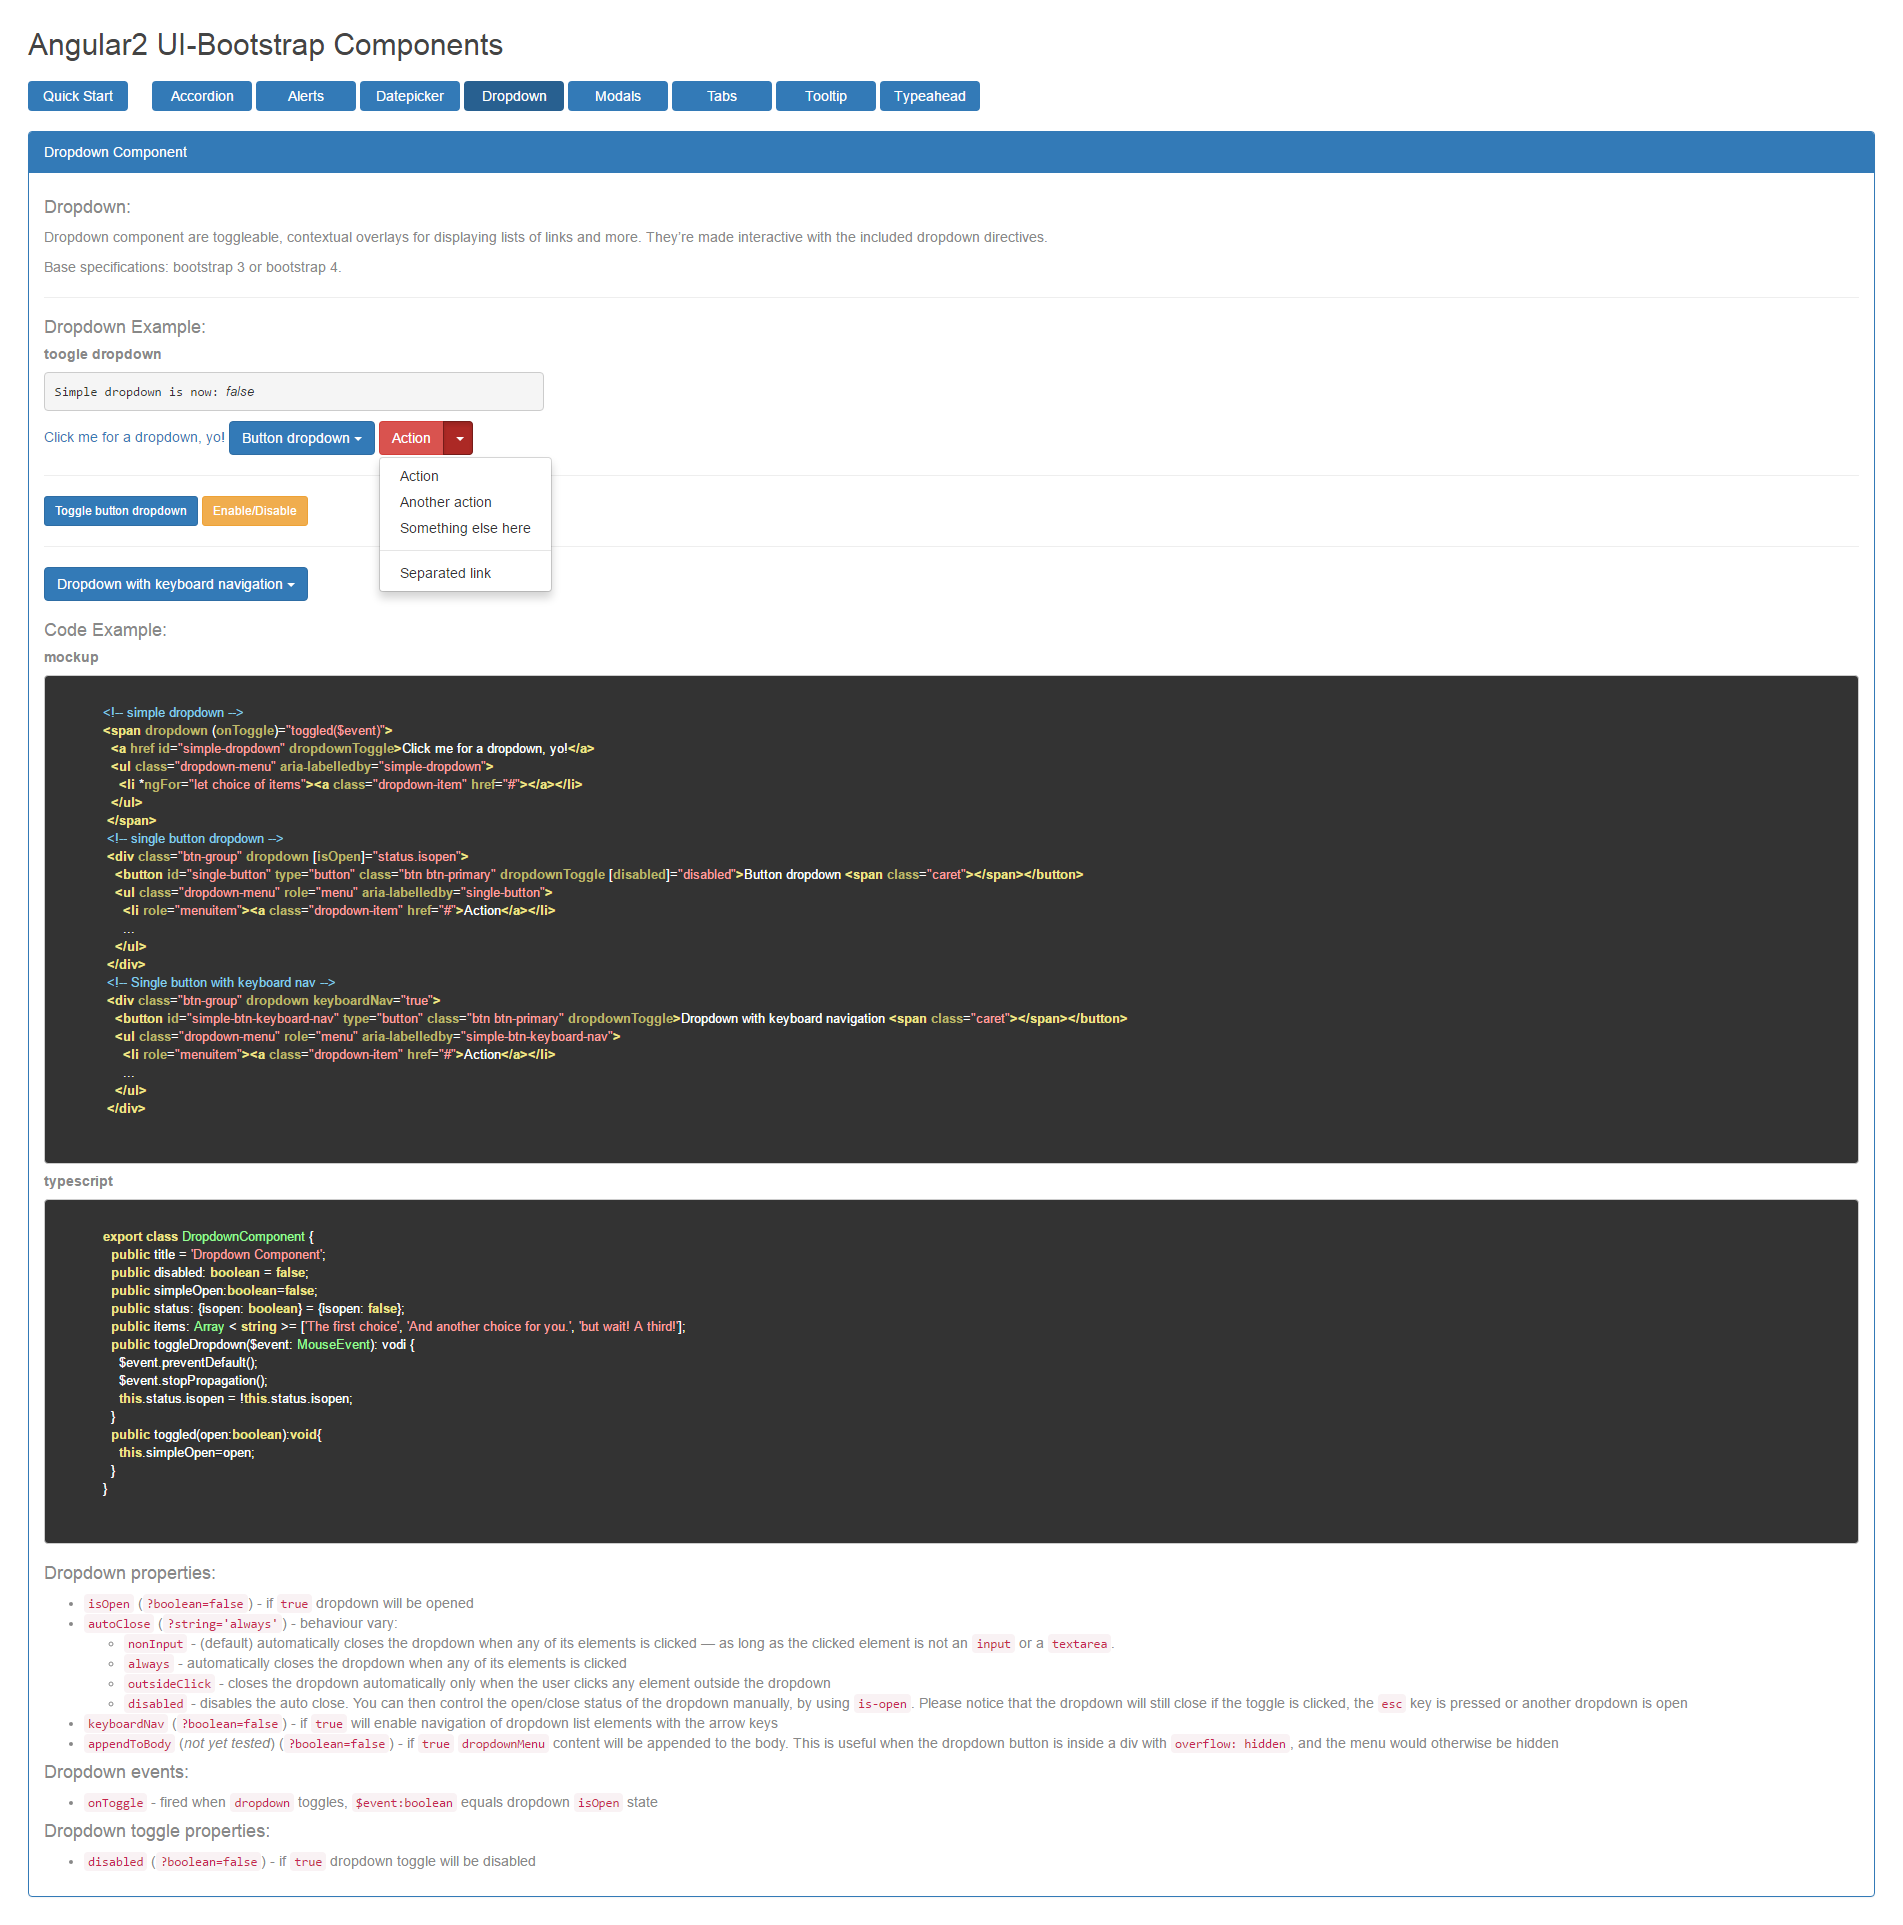 Angular2 UI-Bootstrap Components
Quick Start Accordion Alerts Datepicker Dropdown Modals Tabs Tooltip Typeahead
Dropdown Component
Dropdown:
Dropdown component are toggleable, contextual overlays for displaying lists of links and more. They're made interactive with the included dropdown directives.
Base specifications: bootstrap 3 or bootstrap 4.
Dropdown Example:
toogle dropdown
Simple dropdown is now: false
Click me for a dropdown, yo! Button dropdown Action
Action
Another action
Something else here
Separated link
Toggle button dropdown Enable/Disable
Dropdown with keyboard navigation
Code Example:
mockup
<!-- simple dropdown -->
<span dropdown (onToggle)="toggled($event)">
<a href id="simple-dropdown" dropdownToggle>Click me for a dropdown, yo!</a>
<ul class="dropdown-menu" aria-labelledby="simple-dropdown">
<li *ngFor="let choice of items"><a class="dropdown-item" href="#"></a></li>
</ul>
</span>
<!-- single button dropdown -->
<div class="btn-group" dropdown [isOpen]="status.isopen">
<button id="single-button" type="button" class="btn btn-primary" dropdownToggle [disabled]="disabled">Button dropdown <span class="caret"></span></button>
<ul class="dropdown-menu" role="menu" aria-labelledby="single-button">
<li role="menuitem"><a class="dropdown-item" href="#">Action</a></li>
...
</ul>
</div>
<!-- Single button with keyboard nav -->
<div class="btn-group" dropdown keyboardNav="true">
<button id="simple-btn-keyboard-nav" type="button" class="btn btn-primary" dropdownToggle>Dropdown with keyboard navigation <span class="caret"></span></button>
<ul class="dropdown-menu" role="menu" aria-labelledby="simple-btn-keyboard-nav">
<li role="menuitem"><a class="dropdown-item" href="#">Action</a></li>
...
</ul>
</div>
typescript
export class DropdownComponent {
public title = 'Dropdown Component';
public disabled: boolean = false;
public simpleOpen:boolean=false;
public status: {isopen: boolean} = {isopen: false};
public items: Array < string >= ['The first choice', 'And another choice for you.', 'but wait! A third!'];
public toggleDropdown($event: MouseEvent): vodi {
$event.preventDefault();
$event.stopPropagation();
this.status.isopen = !this.status.isopen;
}
public toggled(open:boolean):void{
this.simpleOpen=open;
}
}
Dropdown properties:
• isOpen (?boolean=false) - if true dropdown will be opened
• autoClose (?string='always') - behaviour vary:
◦ nonInput - (default) automatically closes the dropdown when any of its elements is clicked — as long as the clicked element is not an input or a textarea.
◦ always - automatically closes the dropdown when any of its elements is clicked
◦ outsideClick - closes the dropdown automatically only when the user clicks any element outside the dropdown
◦ disabled - disables the auto close. You can then control the open/close status of the dropdown manually, by using is-open. Please notice that the dropdown will still close if the toggle is clicked, the esc key is pressed or another dropdown is open
• keyboardNav (?boolean=false) - if true will enable navigation of dropdown list elements with the arrow keys
• appendToBody (not yet tested) (?boolean=false) - if true dropdownMenu content will be appended to the body. This is useful when the dropdown button is inside a div with overflow: hidden, and the menu would otherwise be hidden
Dropdown events:
• onToggle - fired when dropdown toggles, $event:boolean equals dropdown isOpen state
Dropdown toggle properties:
• disabled (?boolean=false) - if true dropdown toggle will be disabled